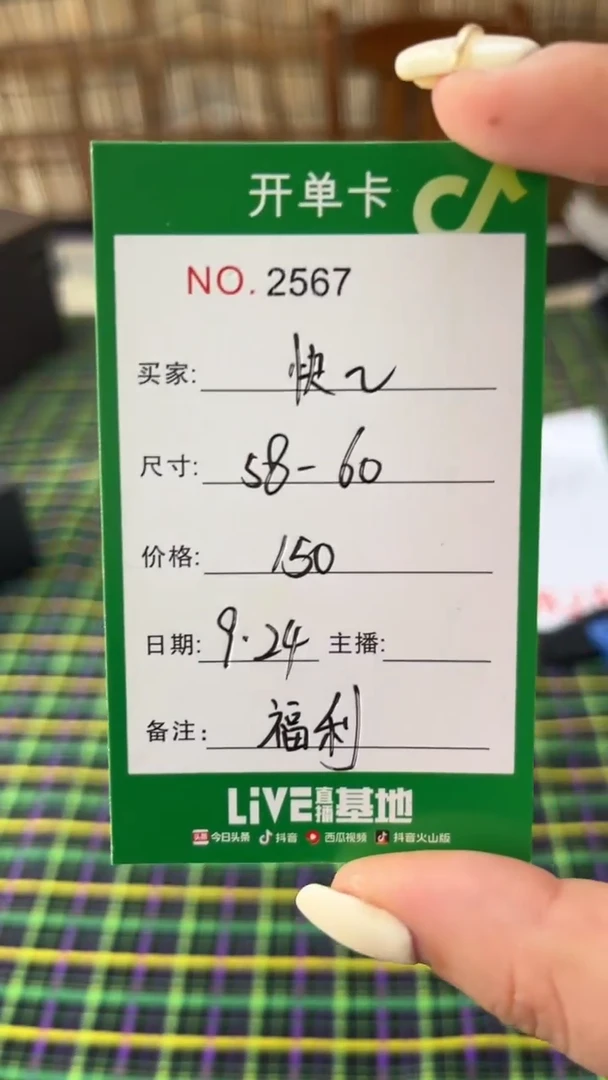 开单卡
NO. 2567
买家: 快乙
尺寸: 58-60
价格: 150
日期: 9.24 主播:
备注: 福利
LiVE直播基地
头条 今日头条 抖音 西瓜视频 抖音火山版